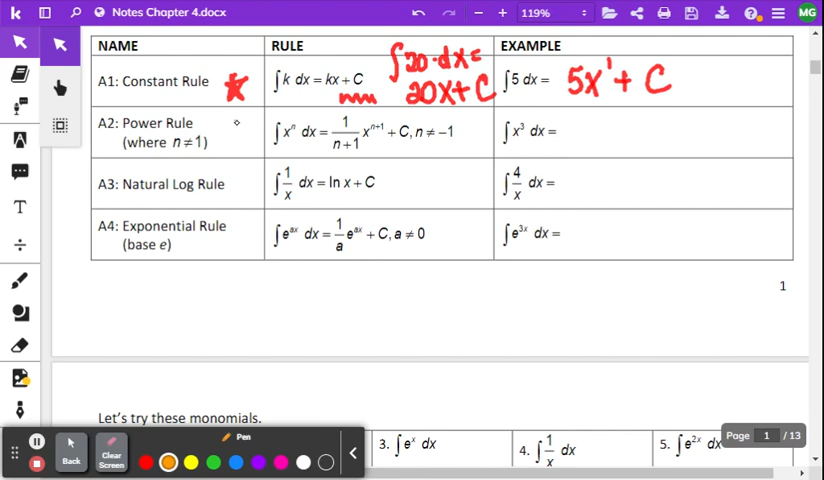 k Notes Chapter 4.docx 119% MG
NAME RULE EXAMPLE
A1: Constant Rule ∫k dx = kx + C ∫20·dx = 20x + C ∫5 dx = 5x¹ + C
A2: Power Rule
(where n≠1) ∫xⁿ dx = 1/(n+1) xⁿ⁺¹ + C, n ≠ −1 ∫x³ dx =
A3: Natural Log Rule ∫1/x dx = ln x + C ∫4/x dx =
A4: Exponential Rule
(base e) ∫eᵃˣ dx = 1/a eᵃˣ + C, a ≠ 0 ∫e³ˣ dx =
1
Let's try these monomials.
3. ∫eˣ dx 4. ∫1/x dx 5. ∫e²ˣ dx
Page 1 / 13
Pen
Back Clear Screen